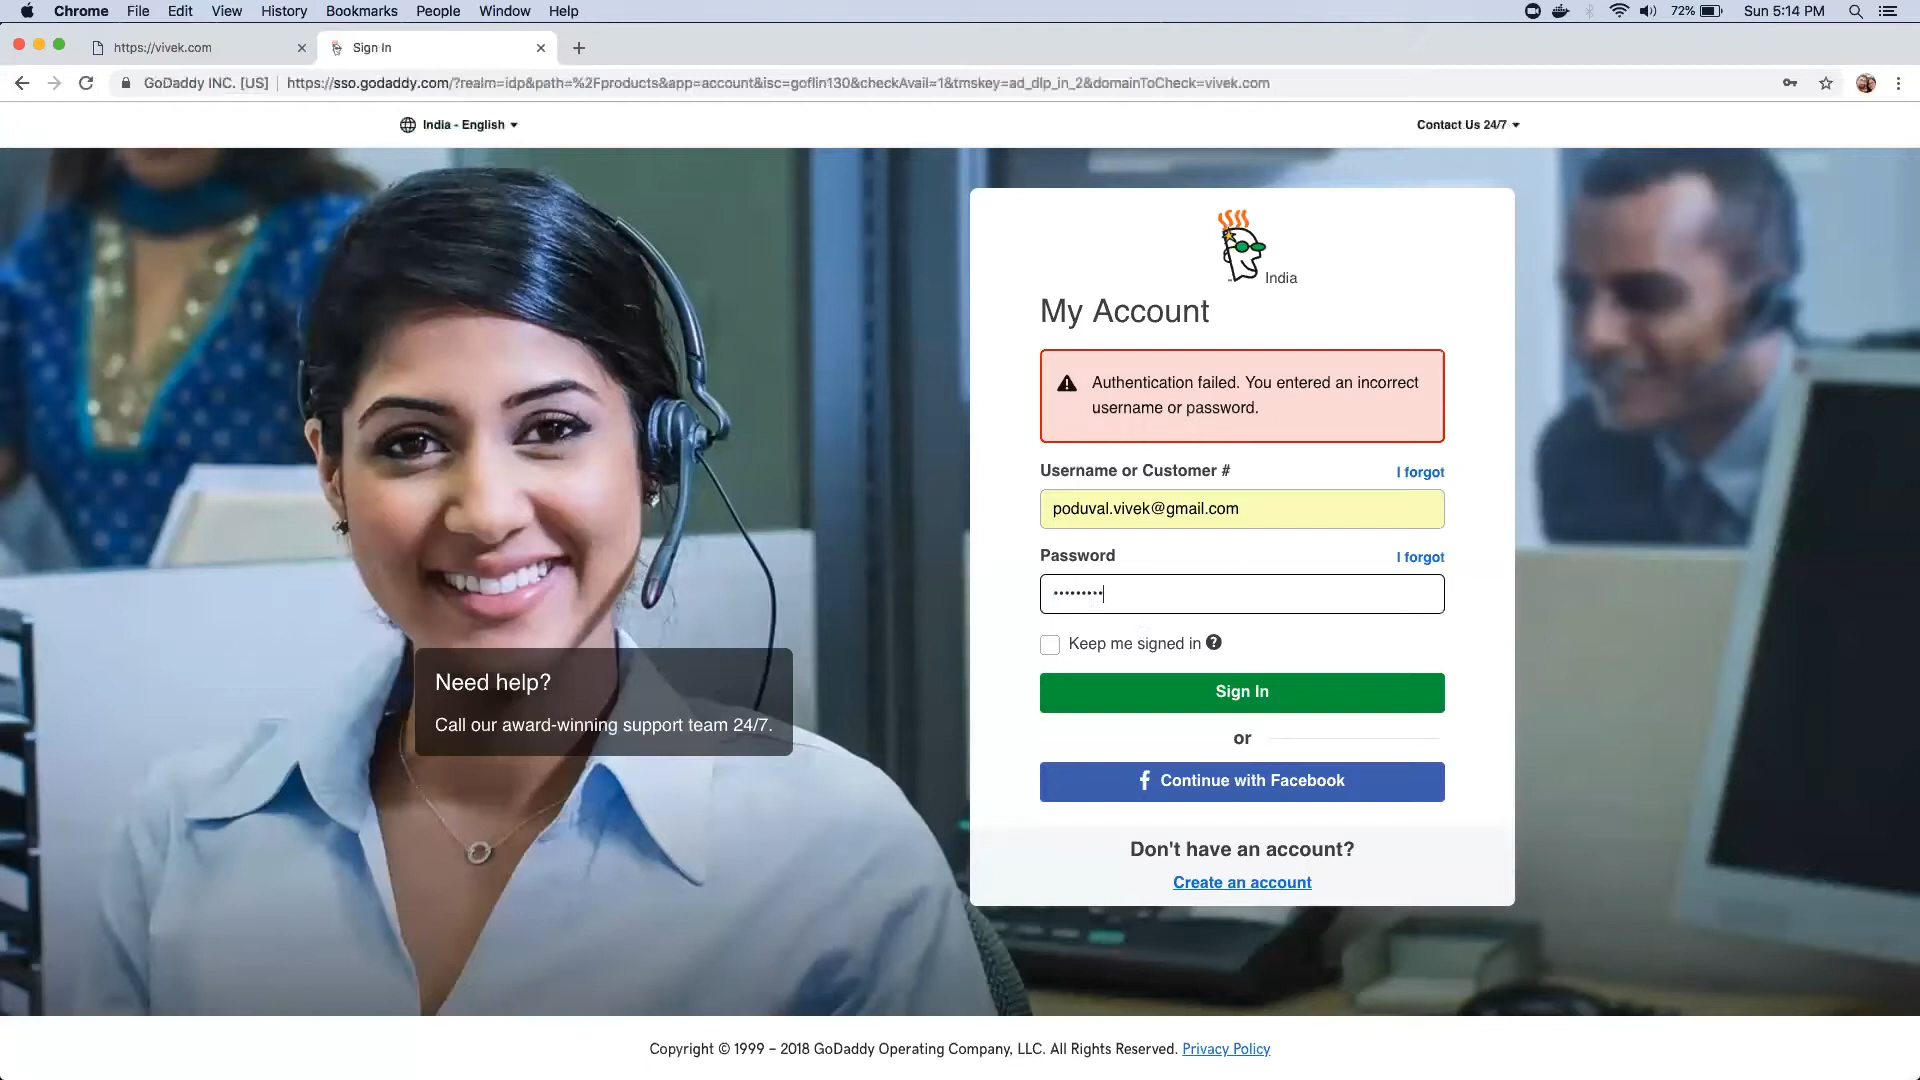 Chrome File Edit View History Bookmarks People Window Help 72% Sun 5:14 PM
https://vivek.com Sign In
GoDaddy INC. [US] https://sso.godaddy.com/?realm=idp&path=%2Fproducts&app=account&isc=goflin130&checkAvail=1&tmskey=ad_dlp_in_2&domainToCheck=vivek.com
India - English Contact Us 24/7
India
My Account
Authentication failed. You entered an incorrect
username or password.
Username or Customer # I forgot
poduval.vivek@gmail.com
Password I forgot
•••••••••
Keep me signed in ?
Sign In
or
f Continue with Facebook
Don't have an account?
Create an account
Need help?
Call our award-winning support team 24/7.
Copyright © 1999 – 2018 GoDaddy Operating Company, LLC. All Rights Reserved. Privacy Policy